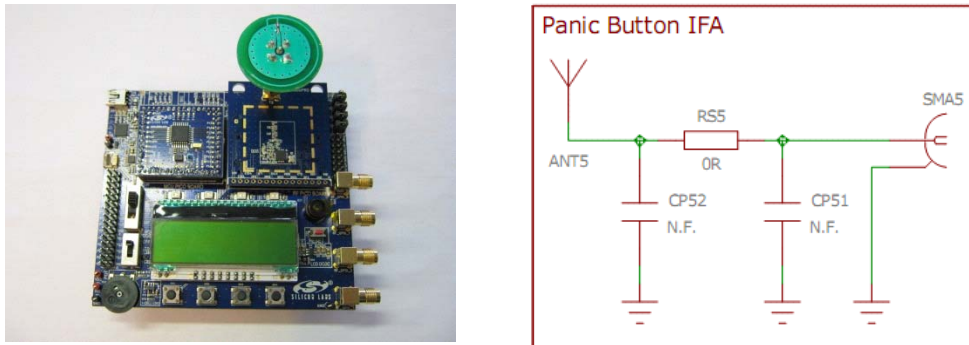 SILICON LABS
Panic Button IFA
SMA5
RS5
0R
ANT5
CP52
N.F.
CP51
N.F.